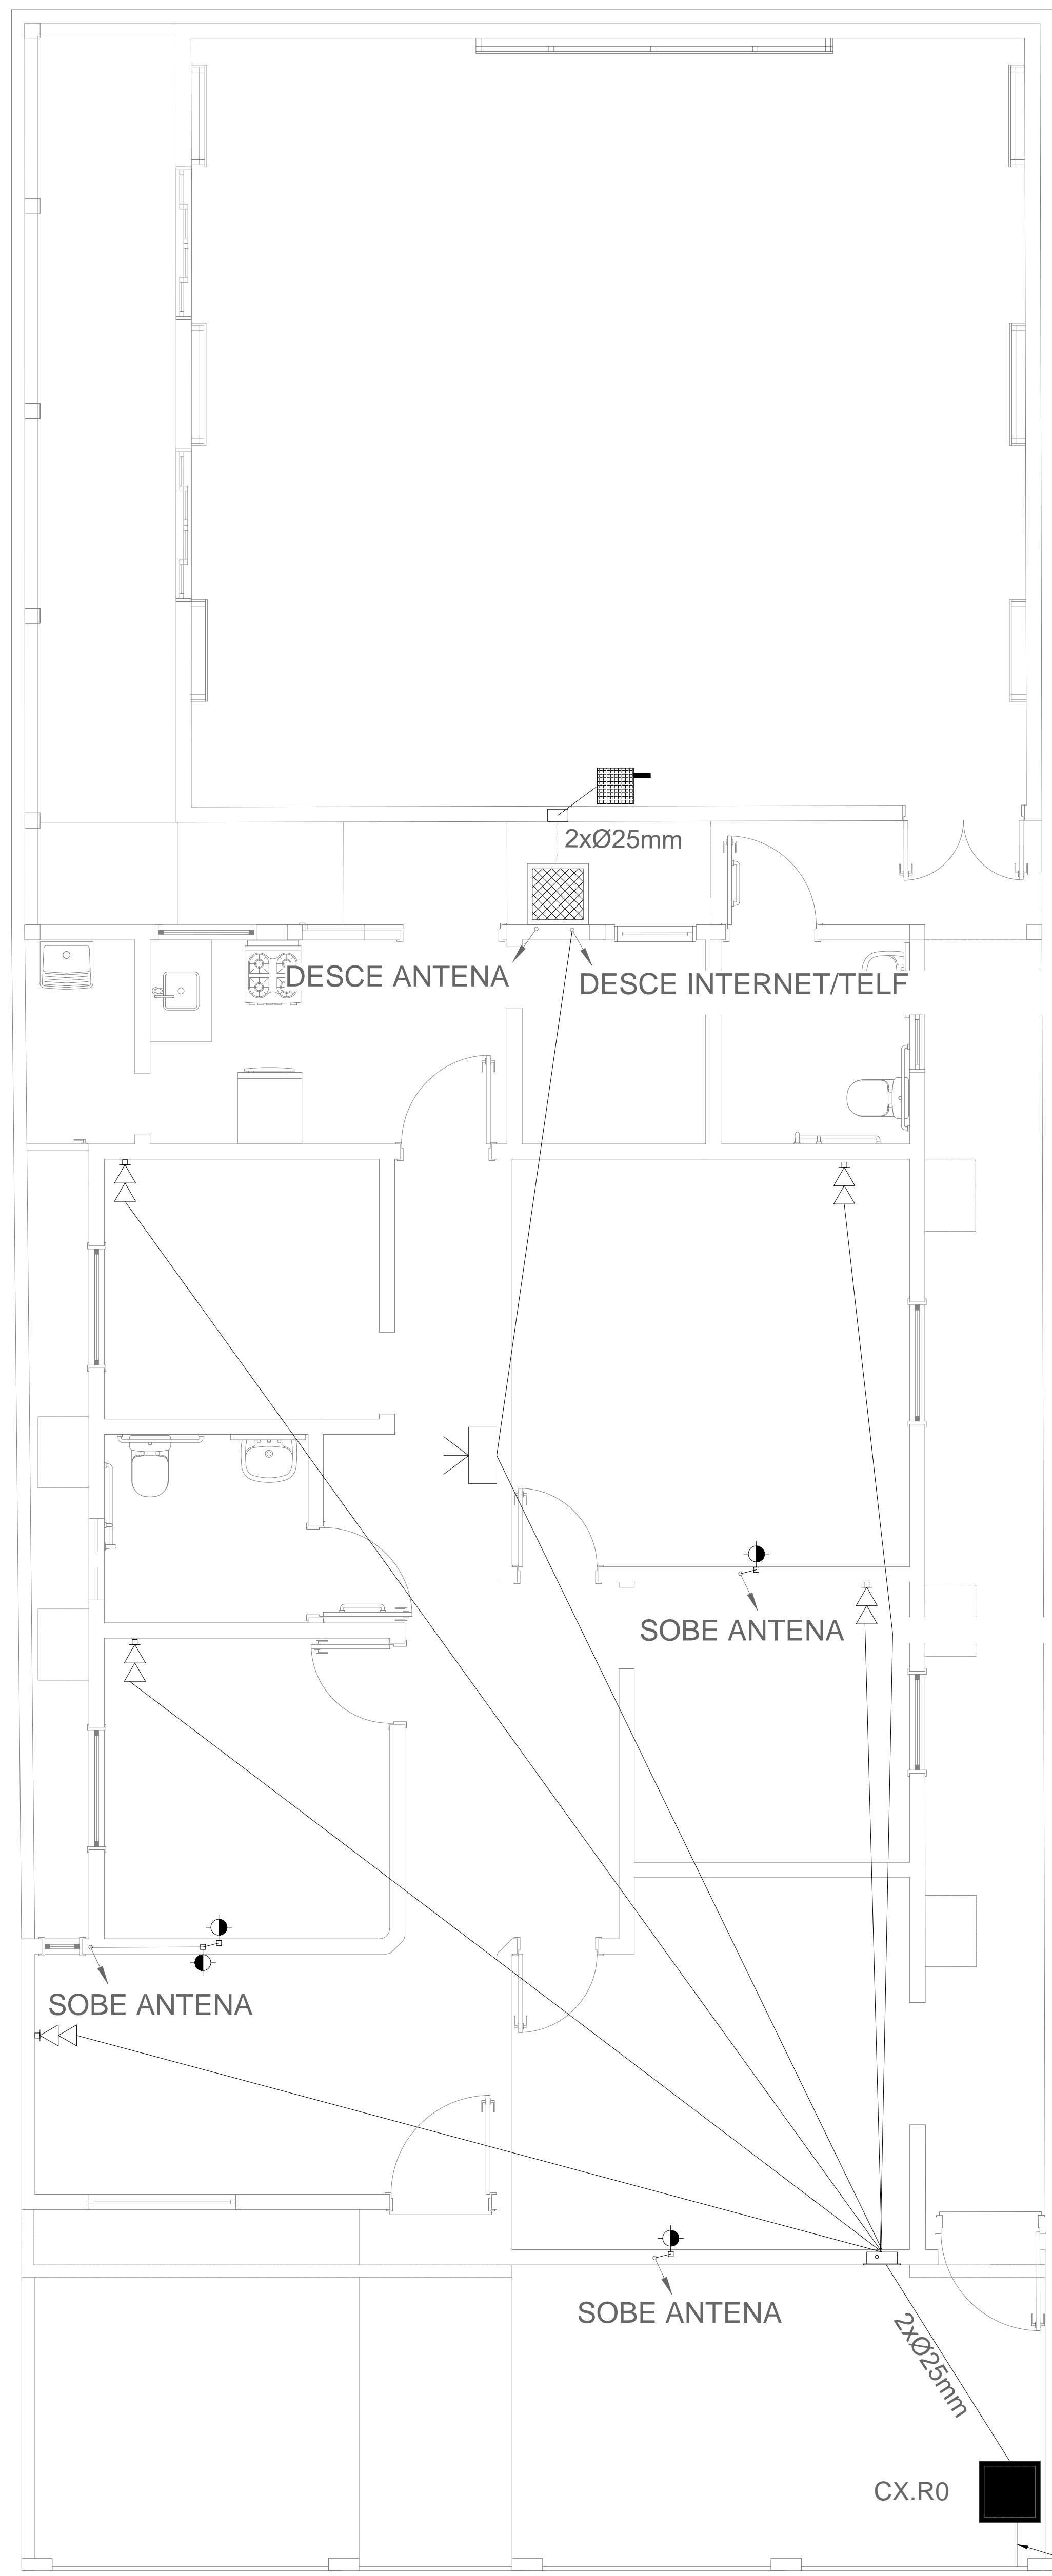 2xØ25mm
DESCE ANTENA
DESCE INTERNET/TELF
SOBE ANTENA
SOBE ANTENA
SOBE ANTENA
2xØ25mm
CX.R0